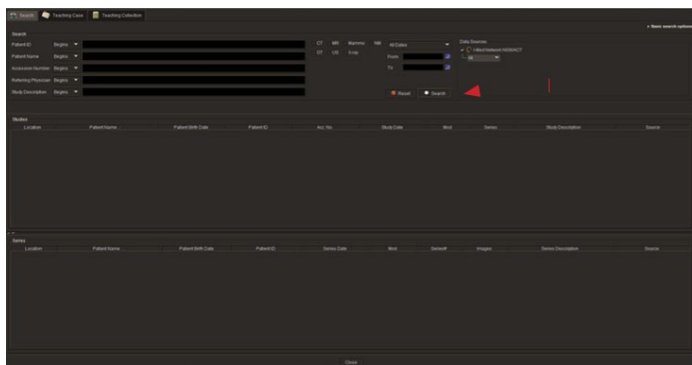 Search Teaching Case Teaching Collection
Search
Patient ID Begins CT MR Mammo NM All Dates Data Sources
Patient Name Begins OT US X-ray From
All
Accession Number Begins To
Referring Physician Begins
Study Description Begins Reset Search
Studies
Location Patient Name Patient Birth Date Patient ID Acc. No. Study Date Mod Series Study Description Source
Series
Location Patient Name Patient Birth Date Patient ID Series Date Mod Series# Images Series Description Source
Close